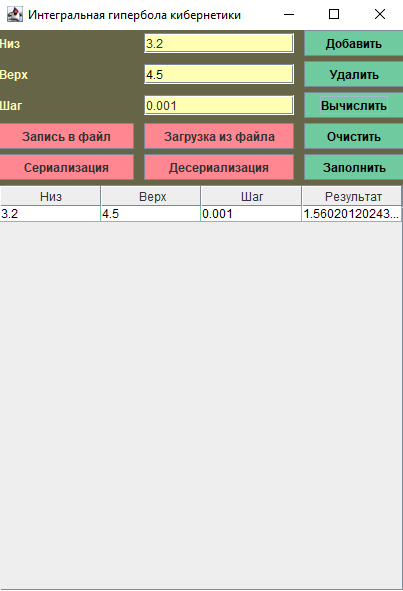 Интегральная гипербола кибернетики
Низ 3.2 Добавить
Верх 4.5 Удалить
Шаг 0.001 Вычислить
Запись в файл Загрузка из файла Очистить
Сериализация Десериализация Заполнить
Низ Верх Шаг Результат
3.2 4.5 0.001 1.56020120243...